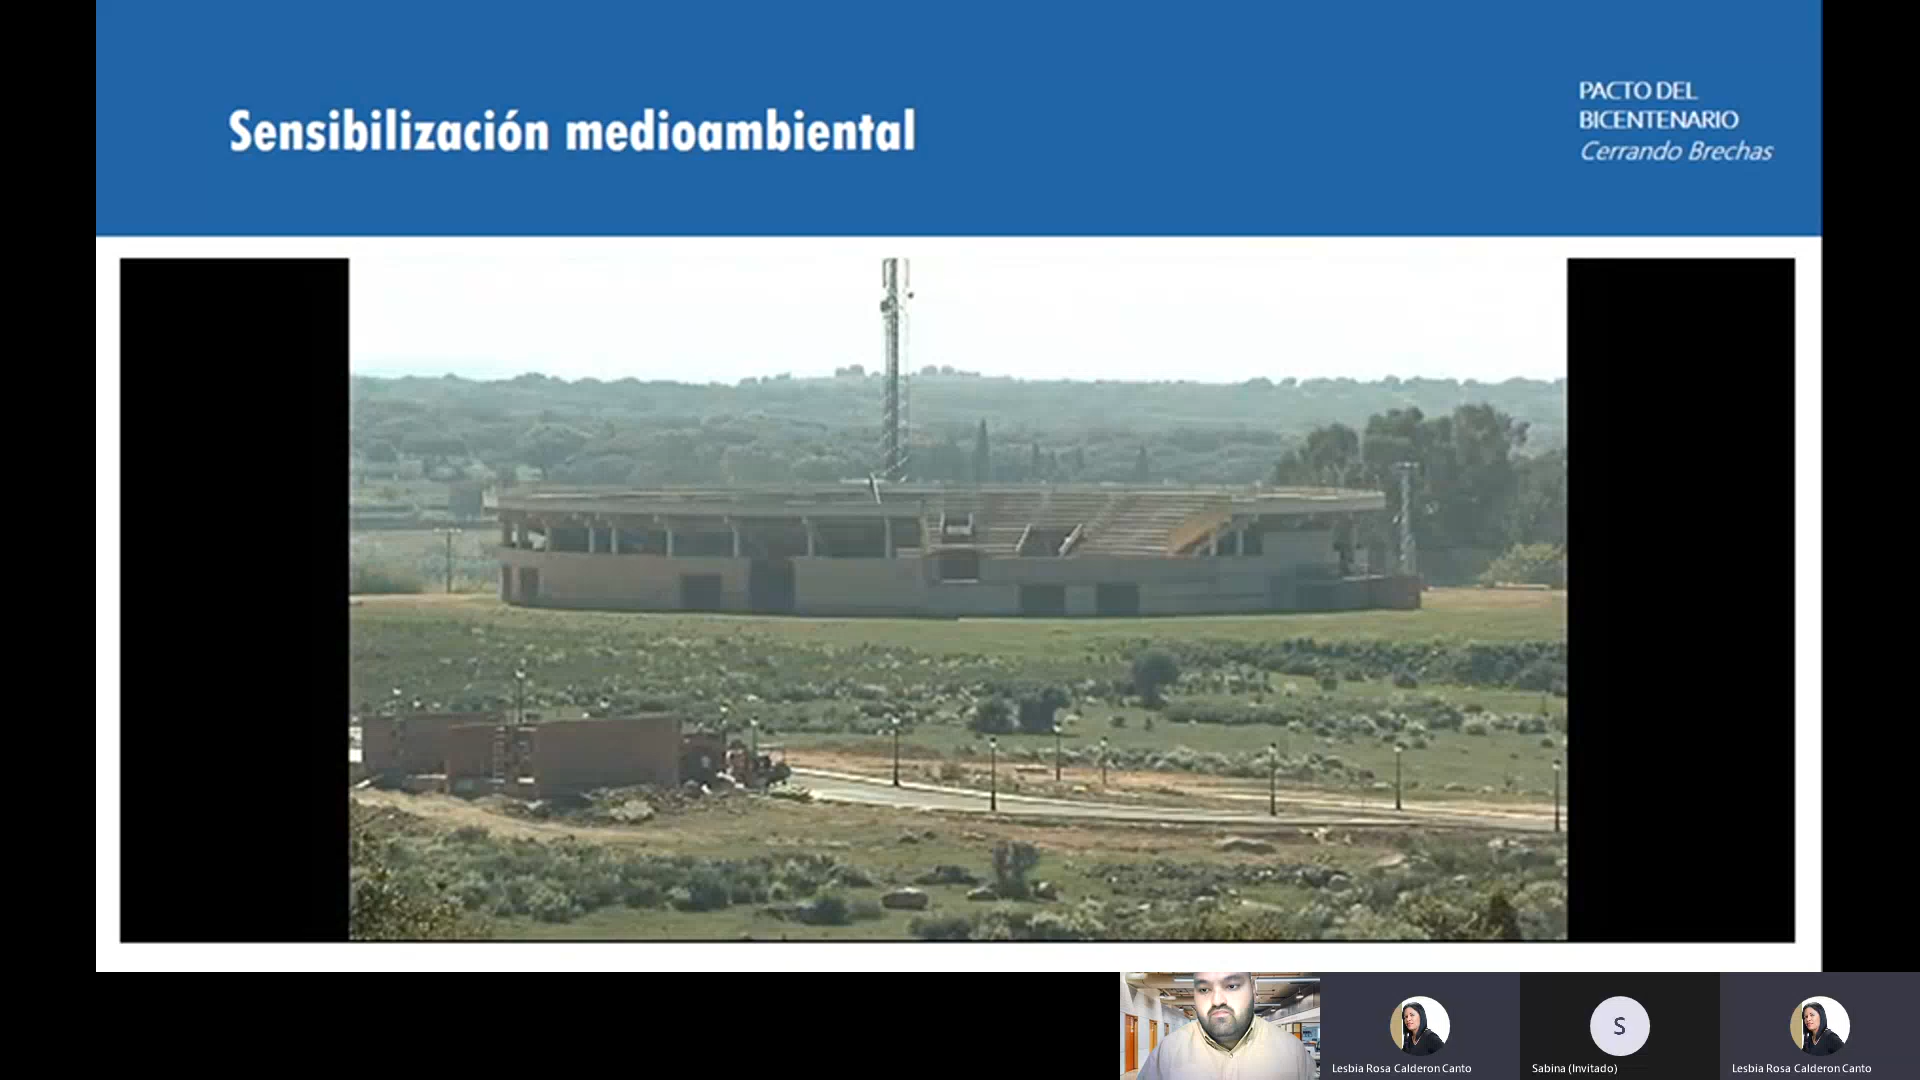 Sensibilización medioambiental
PACTO DEL
BICENTENARIO
Cerrando Brechas
S
Lesbia Rosa Calderon Canto
Sabina (Invitado)
Lesbia Rosa Calderon Canto